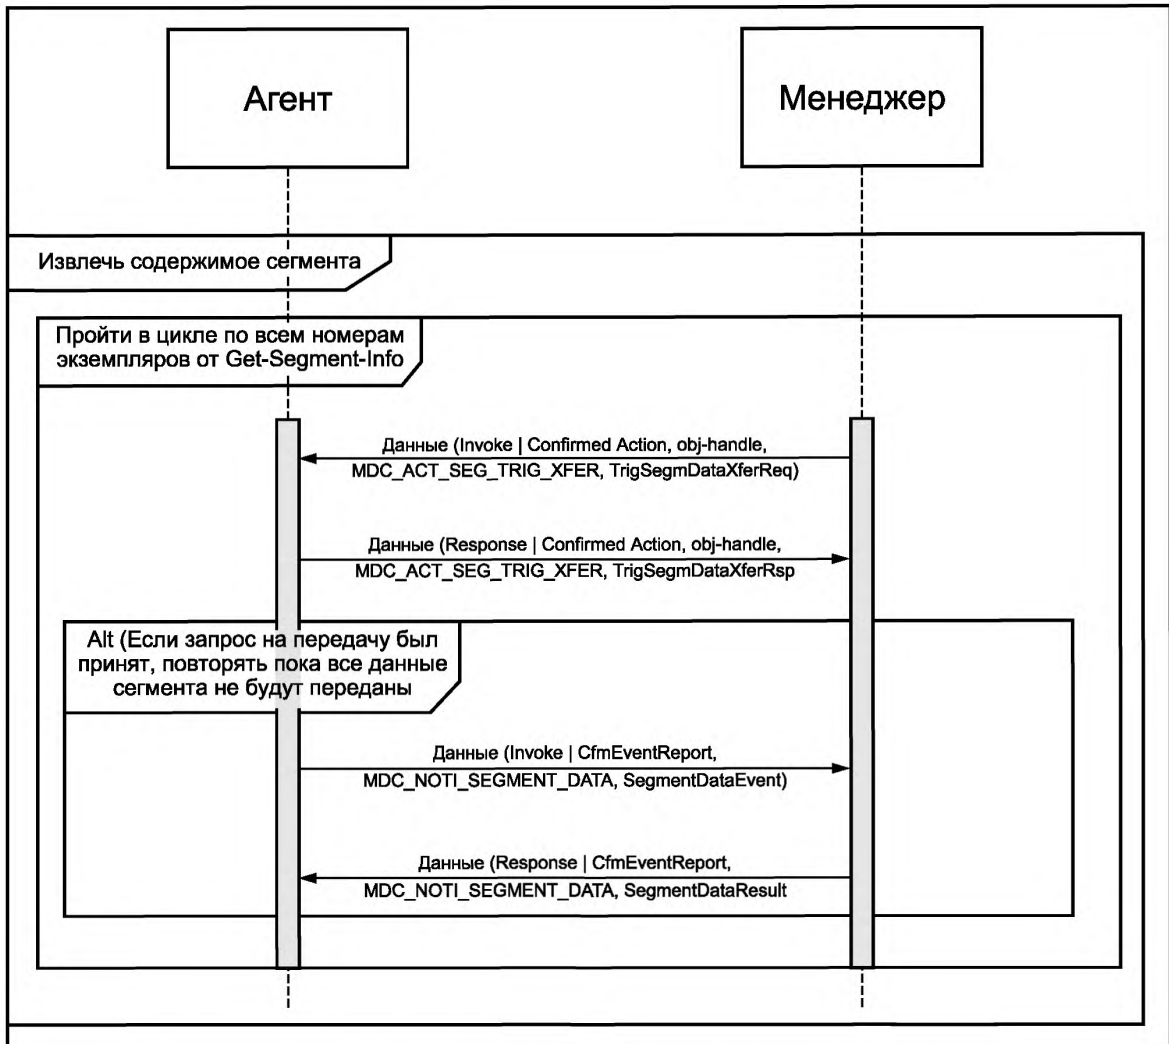 Агент
Менеджер
Извлечь содержимое сегмента
Пройти в цикле по всем номерам
экземпляров от Get-Segment-Info
Данные (Invoke | Confirmed Action, obj-handle,
MDC_ACT_SEG_TRIG_XFER, TrigSegmDataXferReq)
Данные (Response | Confirmed Action, obj-handle,
MDC_ACT_SEG_TRIG_XFER, TrigSegmDataXferRsp
Alt (Если запрос на передачу был
принят, повторять пока все данные
сегмента не будут переданы
Данные (Invoke | CfmEventReport,
MDC_NOTI_SEGMENT_DATA, SegmentDataEvent)
Данные (Response | CfmEventReport,
MDC_NOTI_SEGMENT_DATA, SegmentDataResult